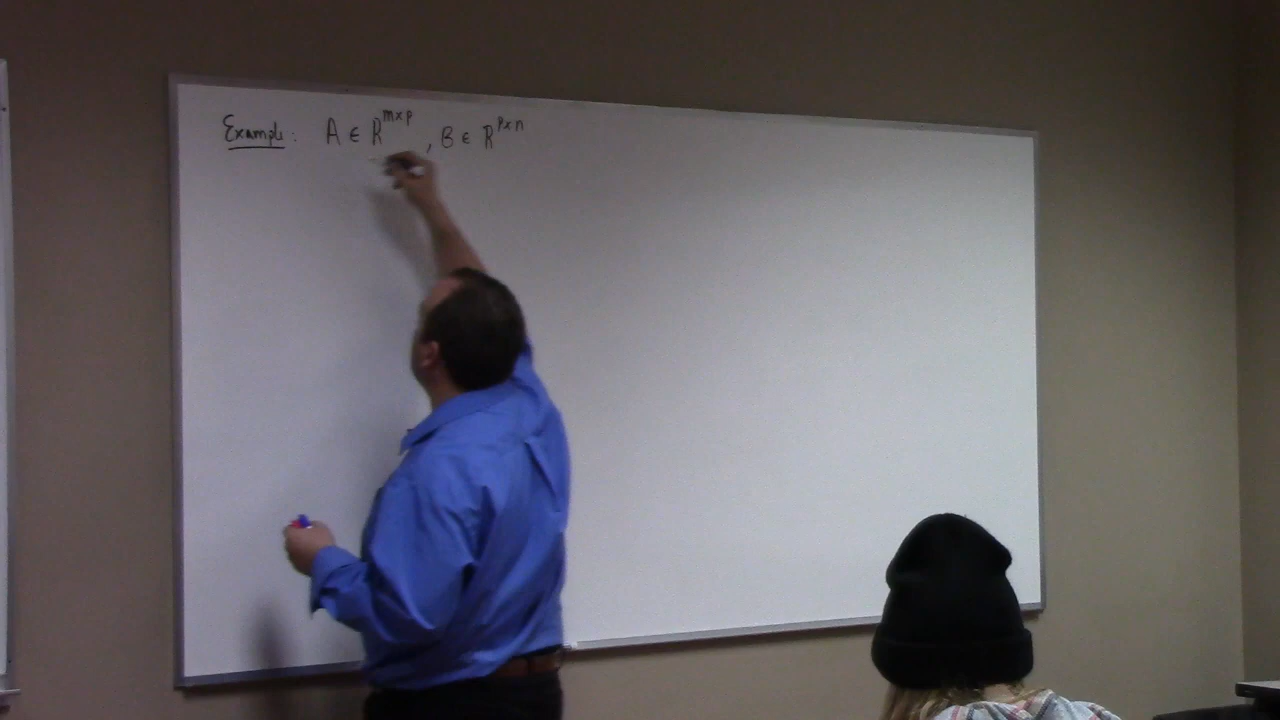 Example: A ∈ R^{m×p}, B ∈ R^{p×n}